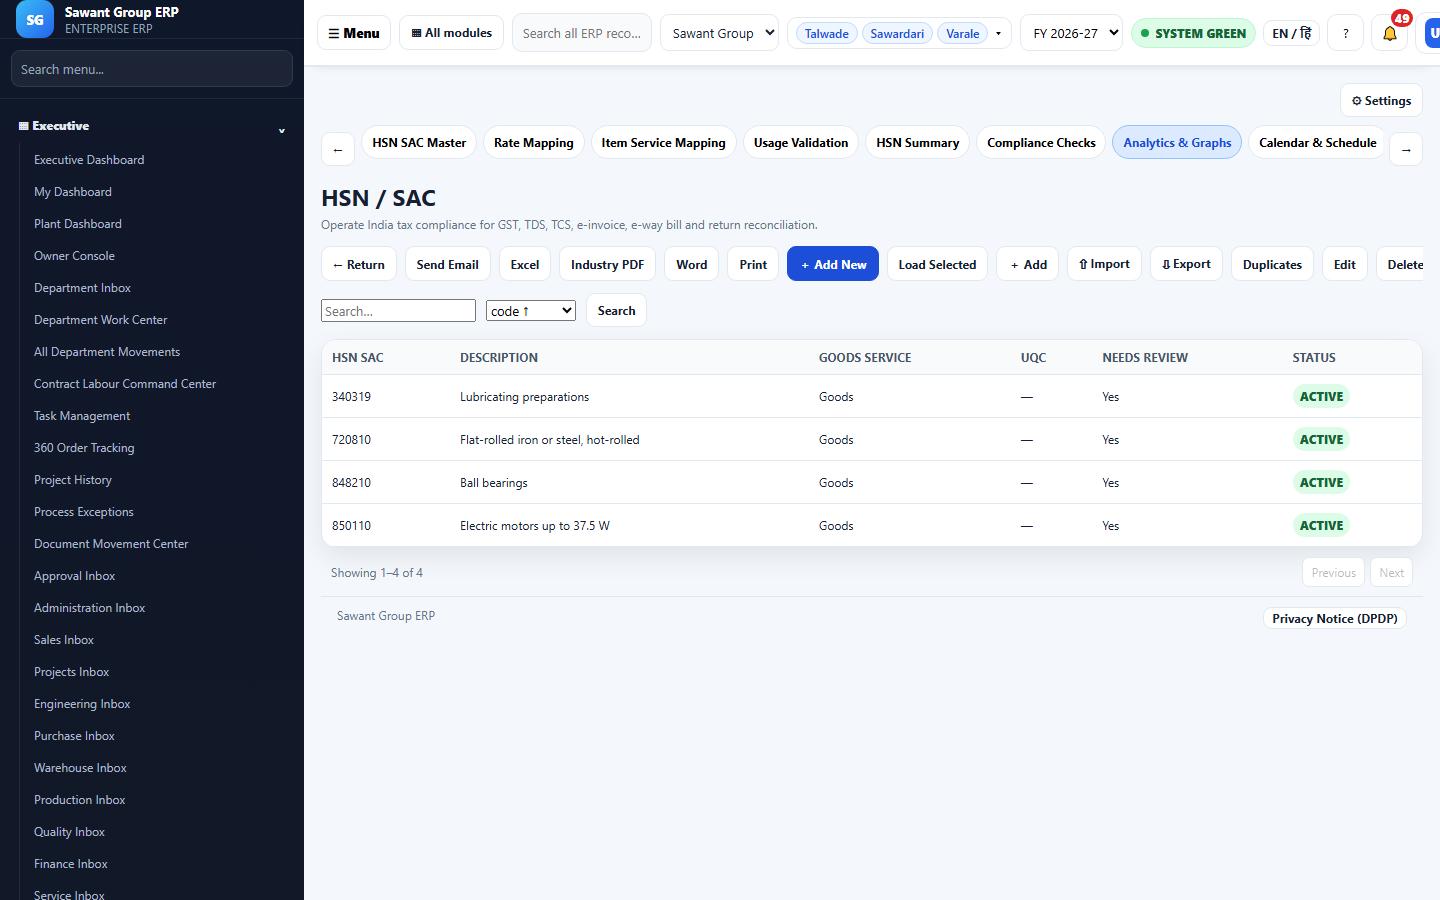 SG
Sawant Group ERP
ENTERPRISE ERP
Search menu...
Executive
Executive Dashboard
My Dashboard
Plant Dashboard
Owner Console
Department Inbox
Department Work Center
All Department Movements
Contract Labour Command Center
Task Management
360 Order Tracking
Project History
Process Exceptions
Document Movement Center
Approval Inbox
Administration Inbox
Sales Inbox
Projects Inbox
Engineering Inbox
Purchase Inbox
Warehouse Inbox
Production Inbox
Quality Inbox
Finance Inbox
Service Inbox
☰ Menu
All modules
Search all ERP reco...
Sawant Group
Talwade Sawardari Varale
FY 2026-27
SYSTEM GREEN
EN / हिं
?
49
U
⚙ Settings
←
HSN SAC Master
Rate Mapping
Item Service Mapping
Usage Validation
HSN Summary
Compliance Checks
Analytics & Graphs
Calendar & Schedule
→
HSN / SAC
Operate India tax compliance for GST, TDS, TCS, e-invoice, e-way bill and return reconciliation.
← Return
Send Email
Excel
Industry PDF
Word
Print
+ Add New
Load Selected
+ Add
⇧ Import
⇩ Export
Duplicates
Edit
Delete
Search...
code ↑
Search
HSN SAC DESCRIPTION GOODS SERVICE UQC NEEDS REVIEW STATUS
340319 Lubricating preparations Goods — Yes ACTIVE
720810 Flat-rolled iron or steel, hot-rolled Goods — Yes ACTIVE
848210 Ball bearings Goods — Yes ACTIVE
850110 Electric motors up to 37.5 W Goods — Yes ACTIVE
Showing 1–4 of 4
Previous
Next
Sawant Group ERP
Privacy Notice (DPDP)